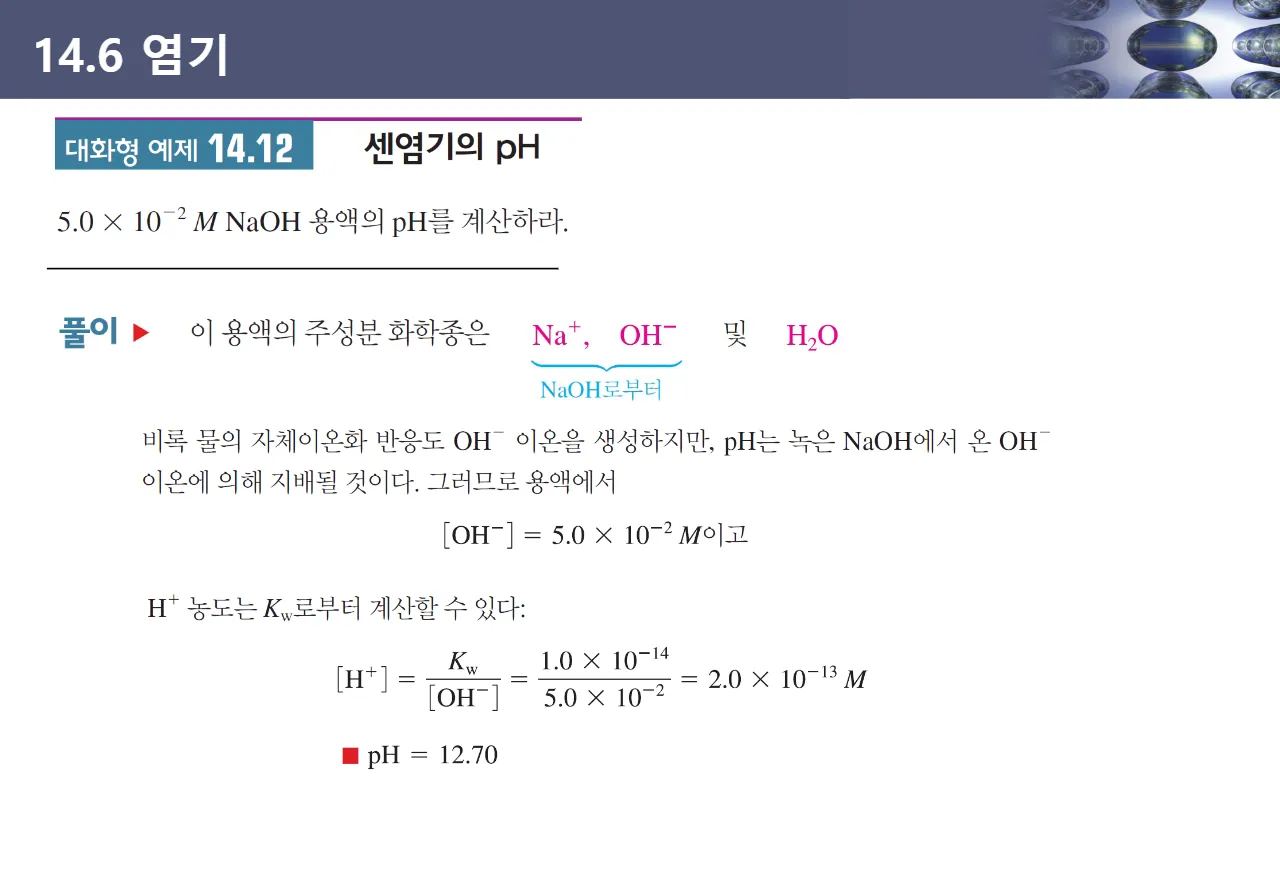 14.6 염기
대화형 예제 14.12 센염기의 pH
5.0 × 10⁻² M NaOH 용액의 pH를 계산하라.
풀이 ▶ 이 용액의 주성분 화학종은 Na⁺, OH⁻ 및 H₂O
NaOH로부터
비록 물의 자체이온화 반응도 OH⁻ 이온을 생성하지만, pH는 녹은 NaOH에서 온 OH⁻
이온에 의해 지배될 것이다. 그러므로 용액에서
[OH⁻] = 5.0 × 10⁻² M이고
H⁺ 농도는 K_w로부터 계산할 수 있다:
[H⁺] = K_w / [OH⁻] = 1.0 × 10⁻¹⁴ / 5.0 × 10⁻² = 2.0 × 10⁻¹³ M
■ pH = 12.70